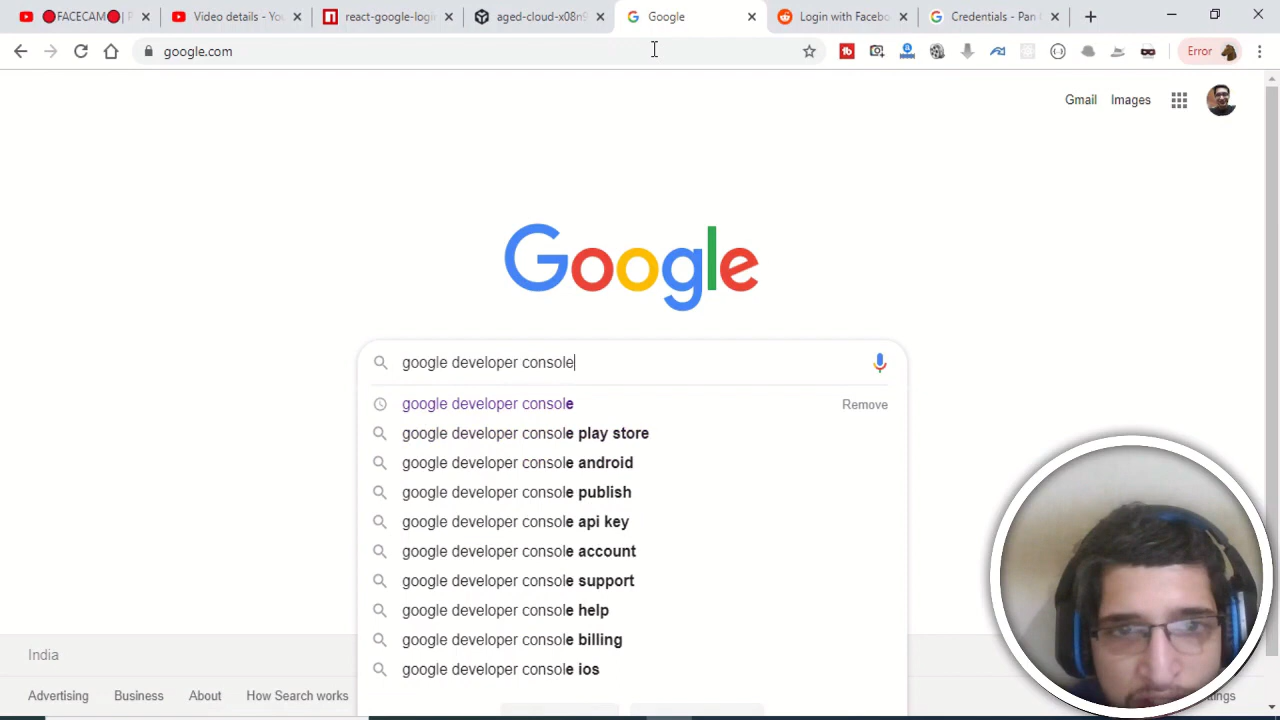 🔴FACECAM🔴| P
Video details - Yo
react-google-logi
aged-cloud-x08n9
Google
Login with Facebo
Credentials - Pari
google.com
Error
Gmail
Images
Google
google developer console
google developer console
Remove
google developer console play store
google developer console android
google developer console publish
google developer console api key
google developer console account
google developer console support
google developer console help
google developer console billing
google developer console ios
India
Advertising
Business
About
How Search works